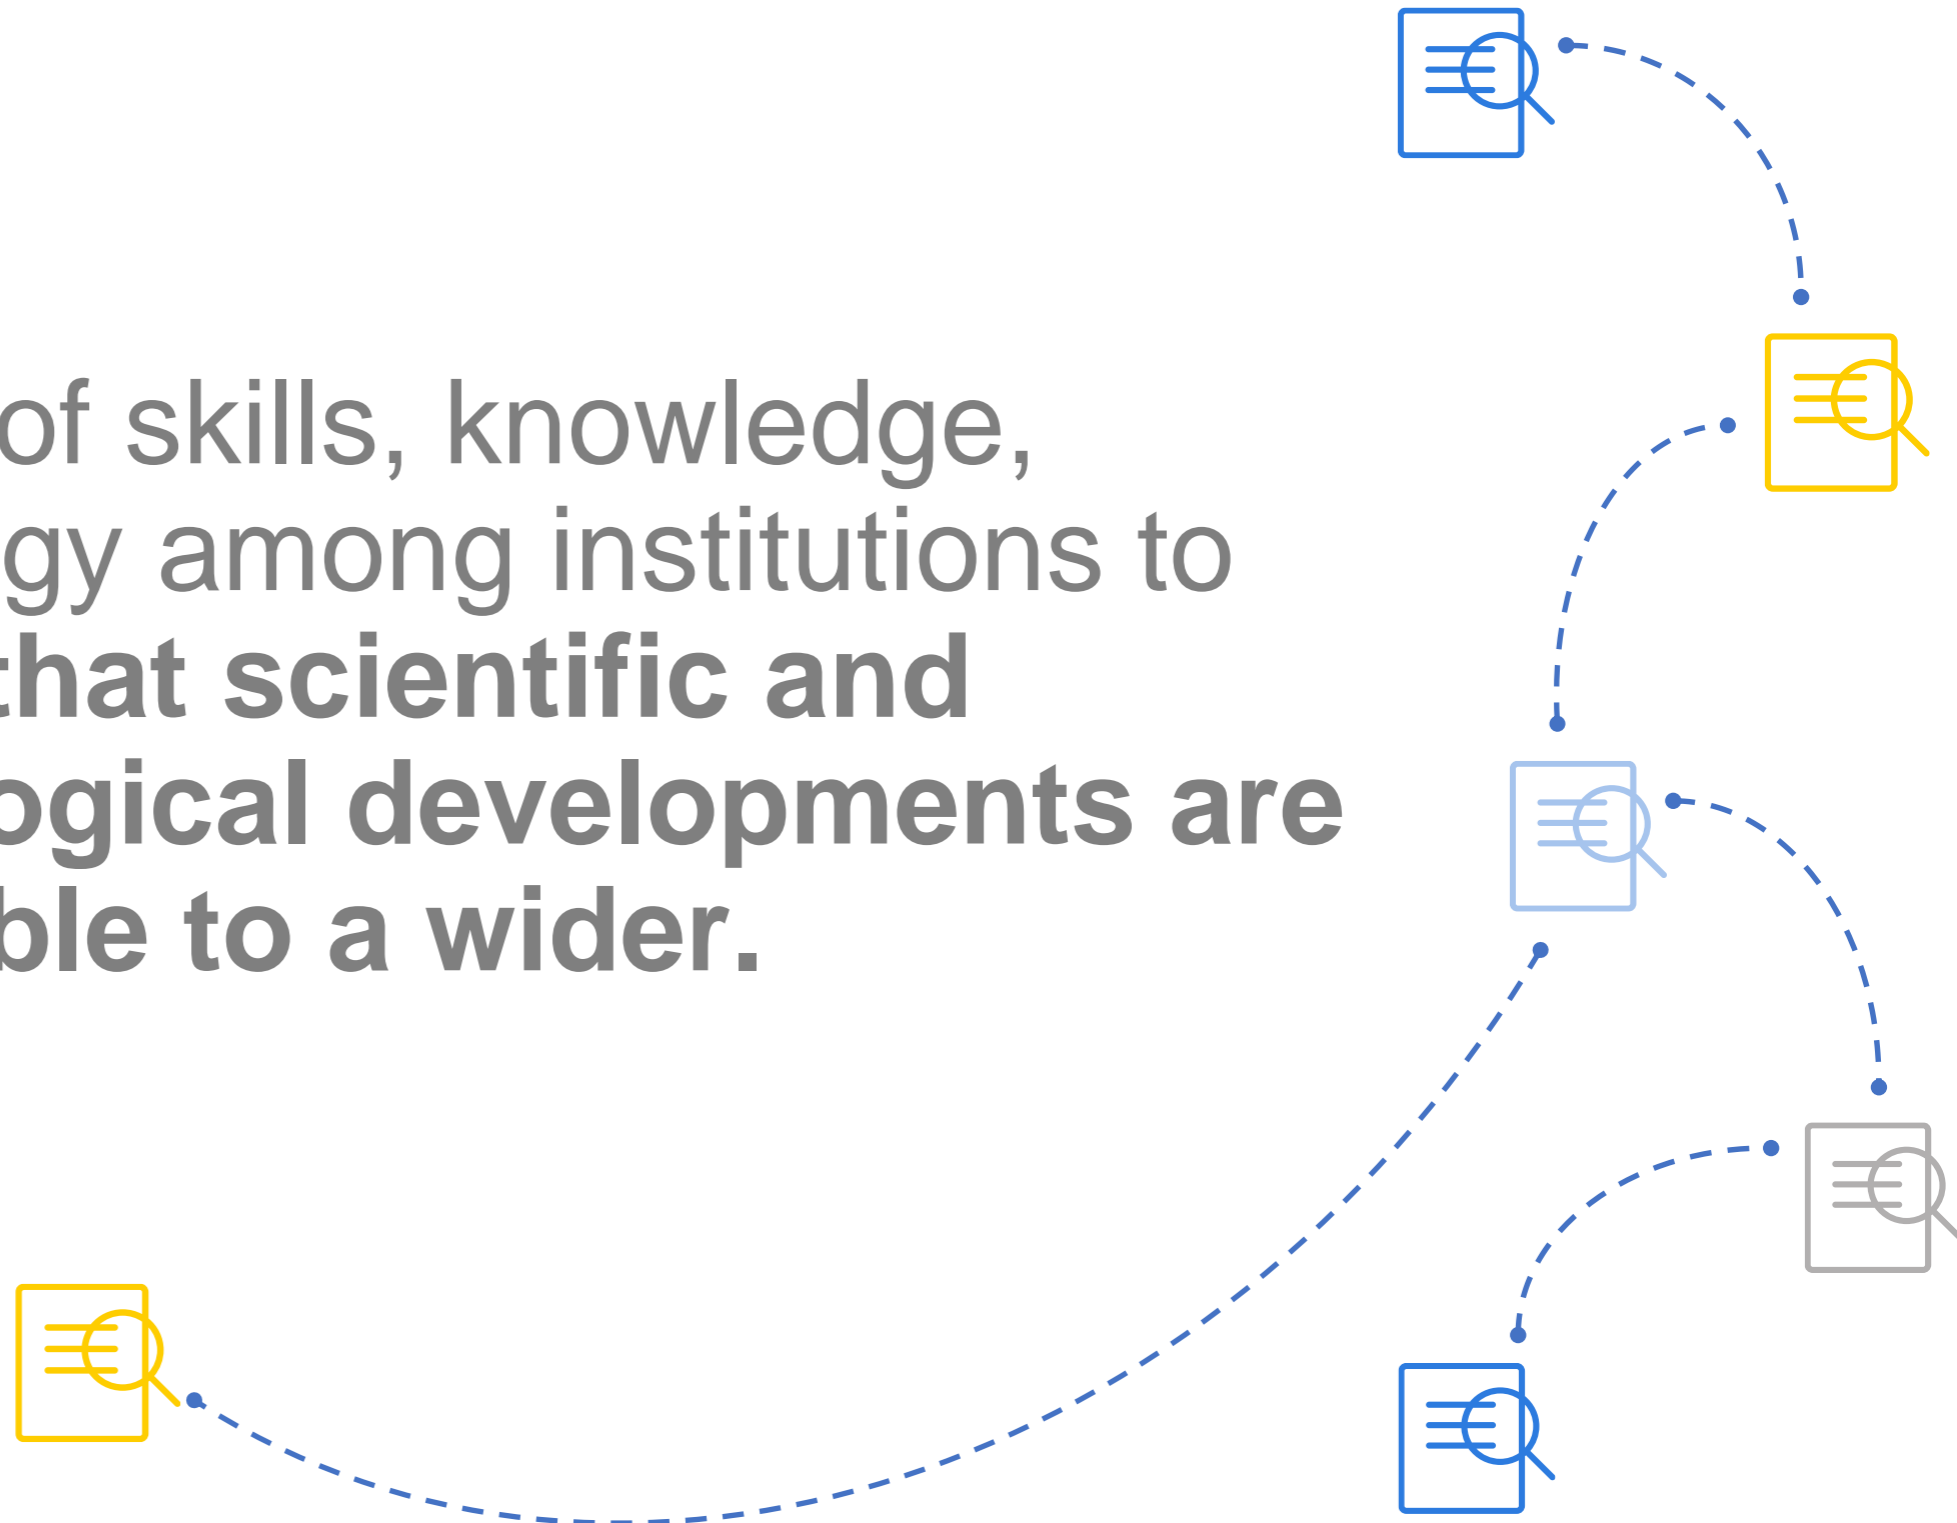 of skills, knowledge,
gy among institutions to
that scientific and
ogical developments are
ble to a wider.